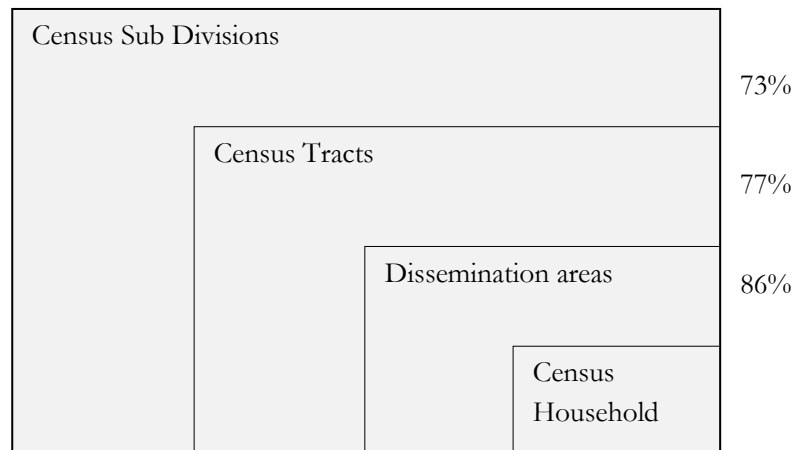 Census Sub Divisions
73%
Census Tracts
77%
Dissemination areas
86%
Census
Household